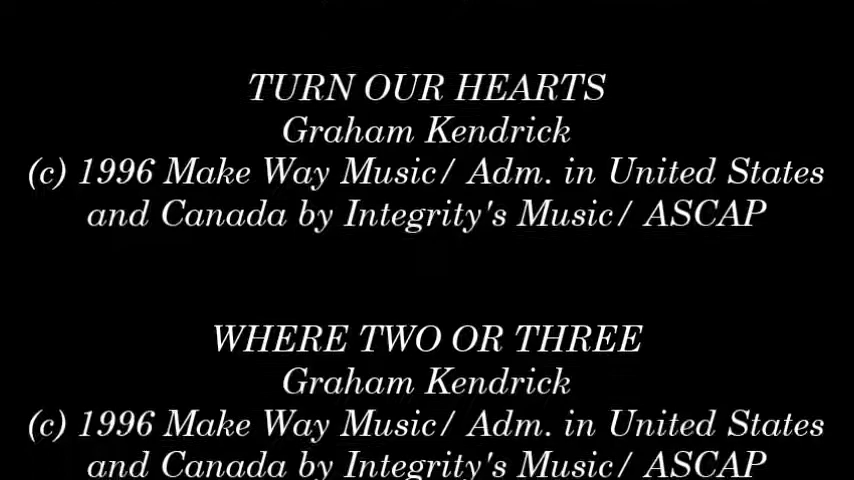 TURN OUR HEARTS
Graham Kendrick
(c) 1996 Make Way Music/ Adm. in United States
and Canada by Integrity's Music/ ASCAP
WHERE TWO OR THREE
Graham Kendrick
(c) 1996 Make Way Music/ Adm. in United States
and Canada by Integrity's Music/ ASCAP